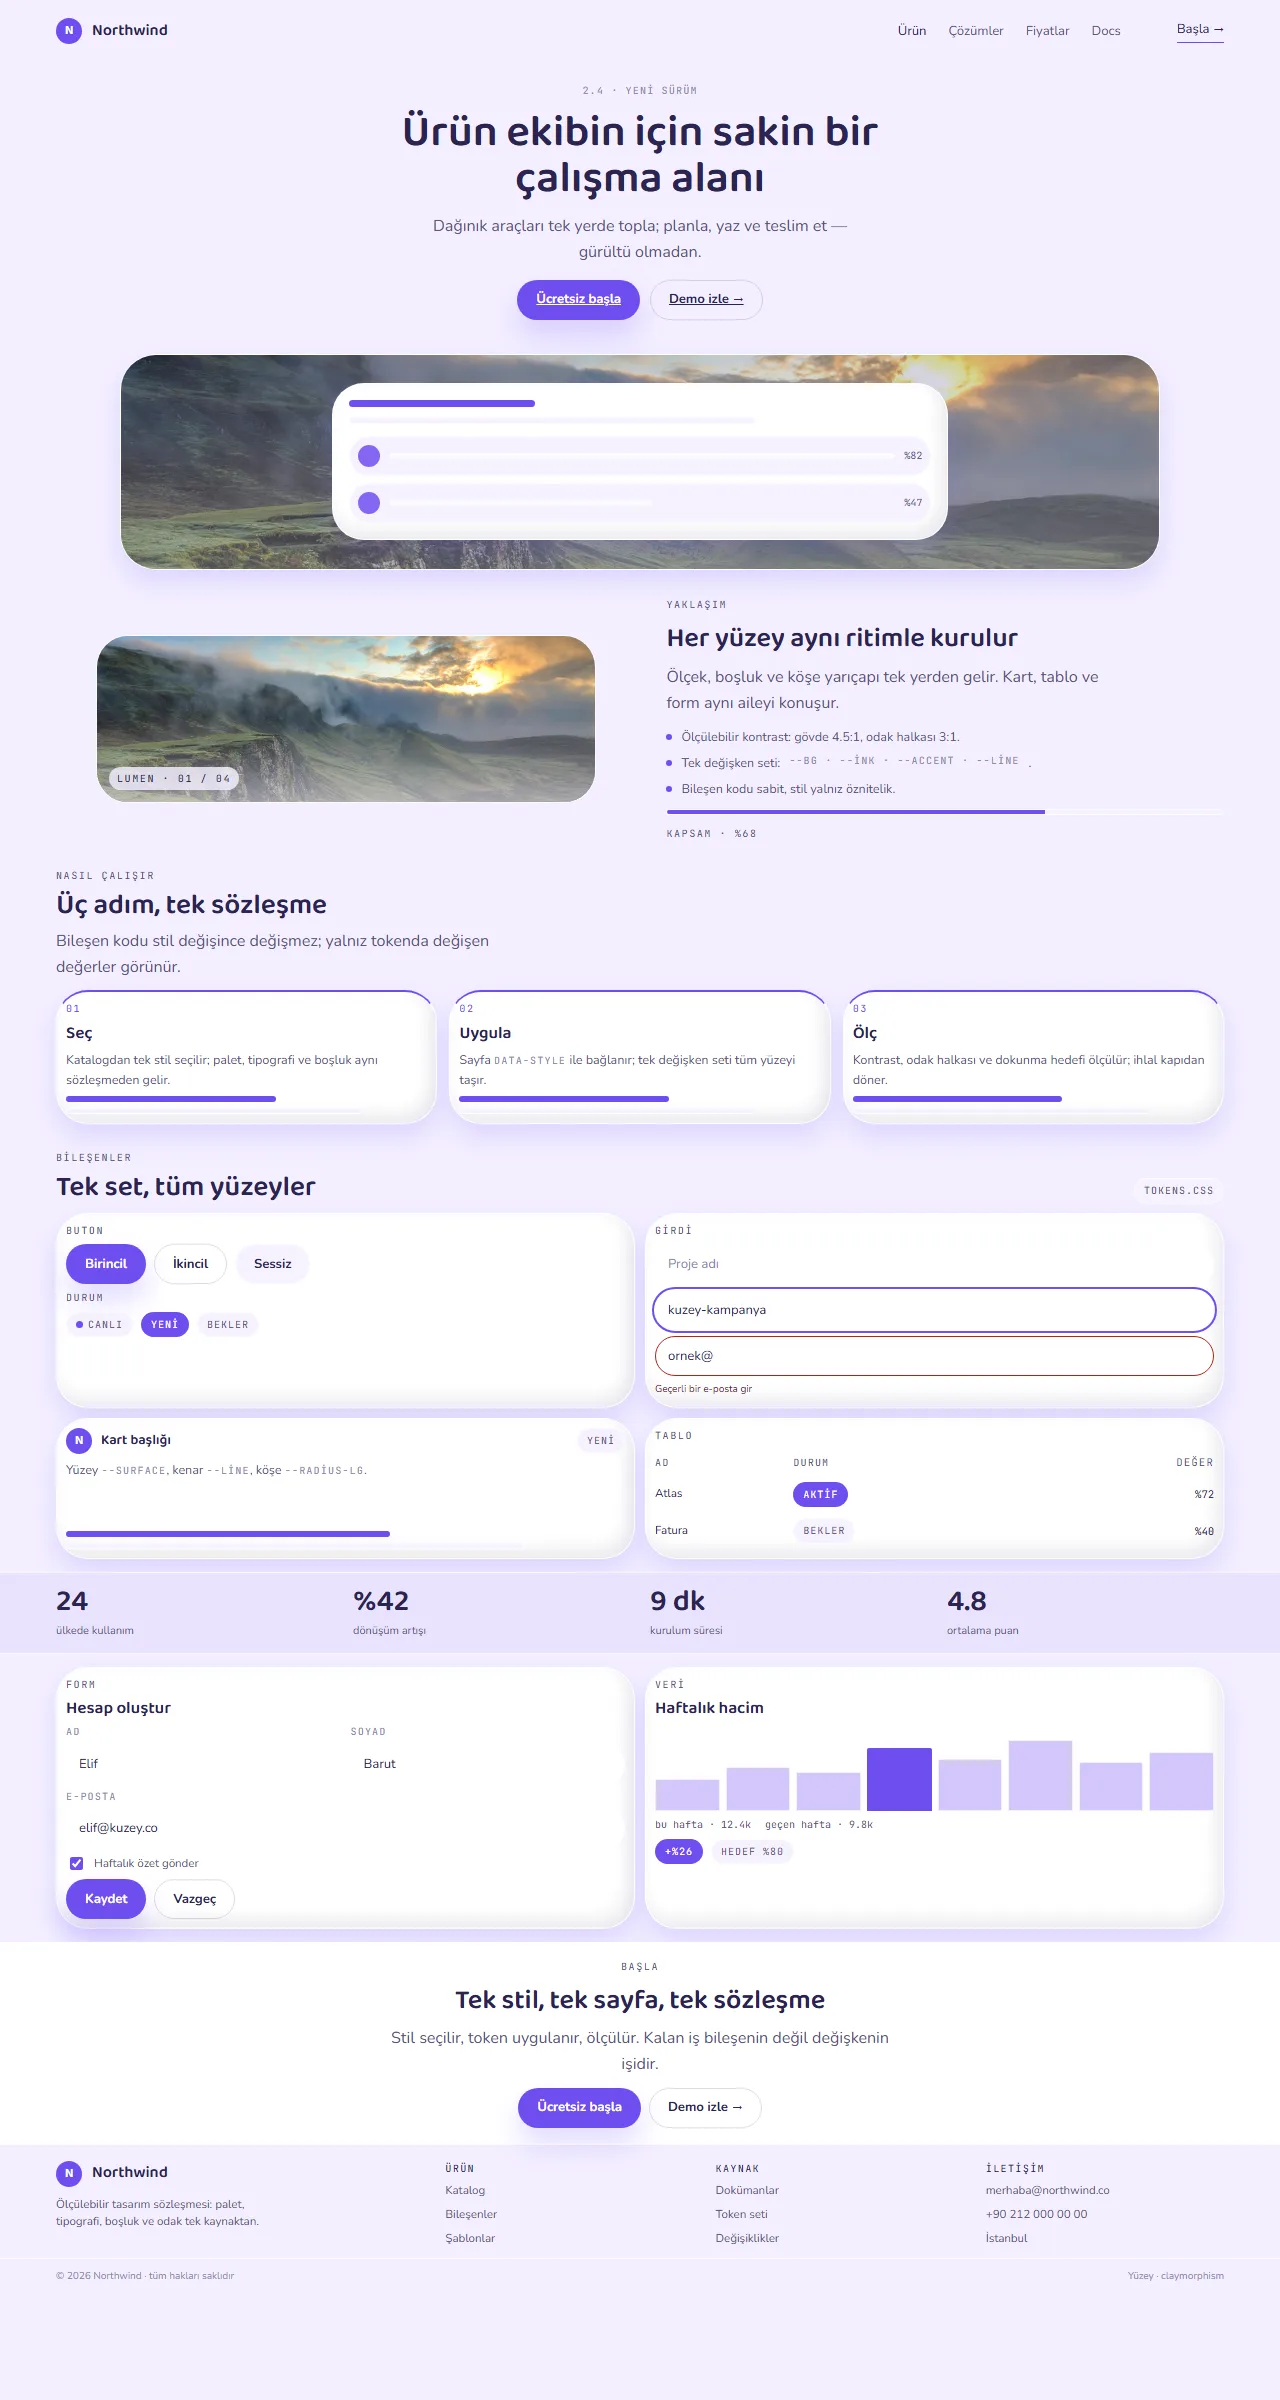 N Northwind
Ürün Çözümler Fiyatlar Docs Başla →
2.4 · YENİ SÜRÜM
Ürün ekibin için sakin bir
çalışma alanı
Dağınık araçları tek yerde topla; planla, yaz ve teslim et —
gürültü olmadan.
Ücretsiz başla Demo izle →
%82
%47
LUMEN · 01 / 04
YAKLAŞIM
Her yüzey aynı ritimle kurulur
Ölçek, boşluk ve köşe yarıçapı tek yerden gelir. Kart, tablo ve
form aynı aileyi konuşur.
Ölçülebilir kontrast: gövde 4.5:1, odak halkası 3:1.
Tek değişken seti: --BG · --İNK · --ACCENT · --LİNE .
Bileşen kodu sabit, stil yalnız öznitelik.
KAPSAM · %68
NASIL ÇALIŞIR
Üç adım, tek sözleşme
Bileşen kodu stil değişince değişmez; yalnız tokenda değişen
değerler görünür.
01
Seç
Katalogdan tek stil seçilir; palet, tipografi ve boşluk aynı
sözleşmeden gelir.
02
Uygula
Sayfa DATA-STYLE ile bağlanır; tek değişken seti tüm yüzeyi
taşır.
03
Ölç
Kontrast, odak halkası ve dokunma hedefi ölçülür; ihlal kapıdan
döner.
BİLEŞENLER
Tek set, tüm yüzeyler
TOKENS.CSS
BUTON
Birincil İkincil Sessiz
DURUM
CANLI YENİ BEKLER
GİRDİ
Proje adı
kuzey-kampanya
ornek@
Geçerli bir e-posta gir
N Kart başlığı YENİ
Yüzey --SURFACE, kenar --LİNE, köşe --RADİUS-LG.
TABLO
AD DURUM DEĞER
Atlas AKTİF %72
Fatura BEKLER %40
24 %42 9 dk 4.8
ülkede kullanım dönüşüm artışı kurulum süresi ortalama puan
FORM
Hesap oluştur
AD SOYAD
Elif Barut
E-POSTA
elif@kuzey.co
Haftalık özet gönder
Kaydet Vazgeç
VERİ
Haftalık hacim
bu hafta · 12.4k geçen hafta · 9.8k
+%26 HEDEF %80
BAŞLA
Tek stil, tek sayfa, tek sözleşme
Stil seçilir, token uygulanır, ölçülür. Kalan iş bileşenin değil değişkenin
işidir.
Ücretsiz başla Demo izle →
N Northwind
Ölçülebilir tasarım sözleşmesi: palet,
tipografi, boşluk ve odak tek kaynaktan.
ÜRÜN
Katalog
Bileşenler
Şablonlar
KAYNAK
Dokümanlar
Token seti
Değişiklikler
İLETİŞİM
merhaba@northwind.co
+90 212 000 00 00
İstanbul
© 2026 Northwind · tüm hakları saklıdır
Yüzey · claymorphism